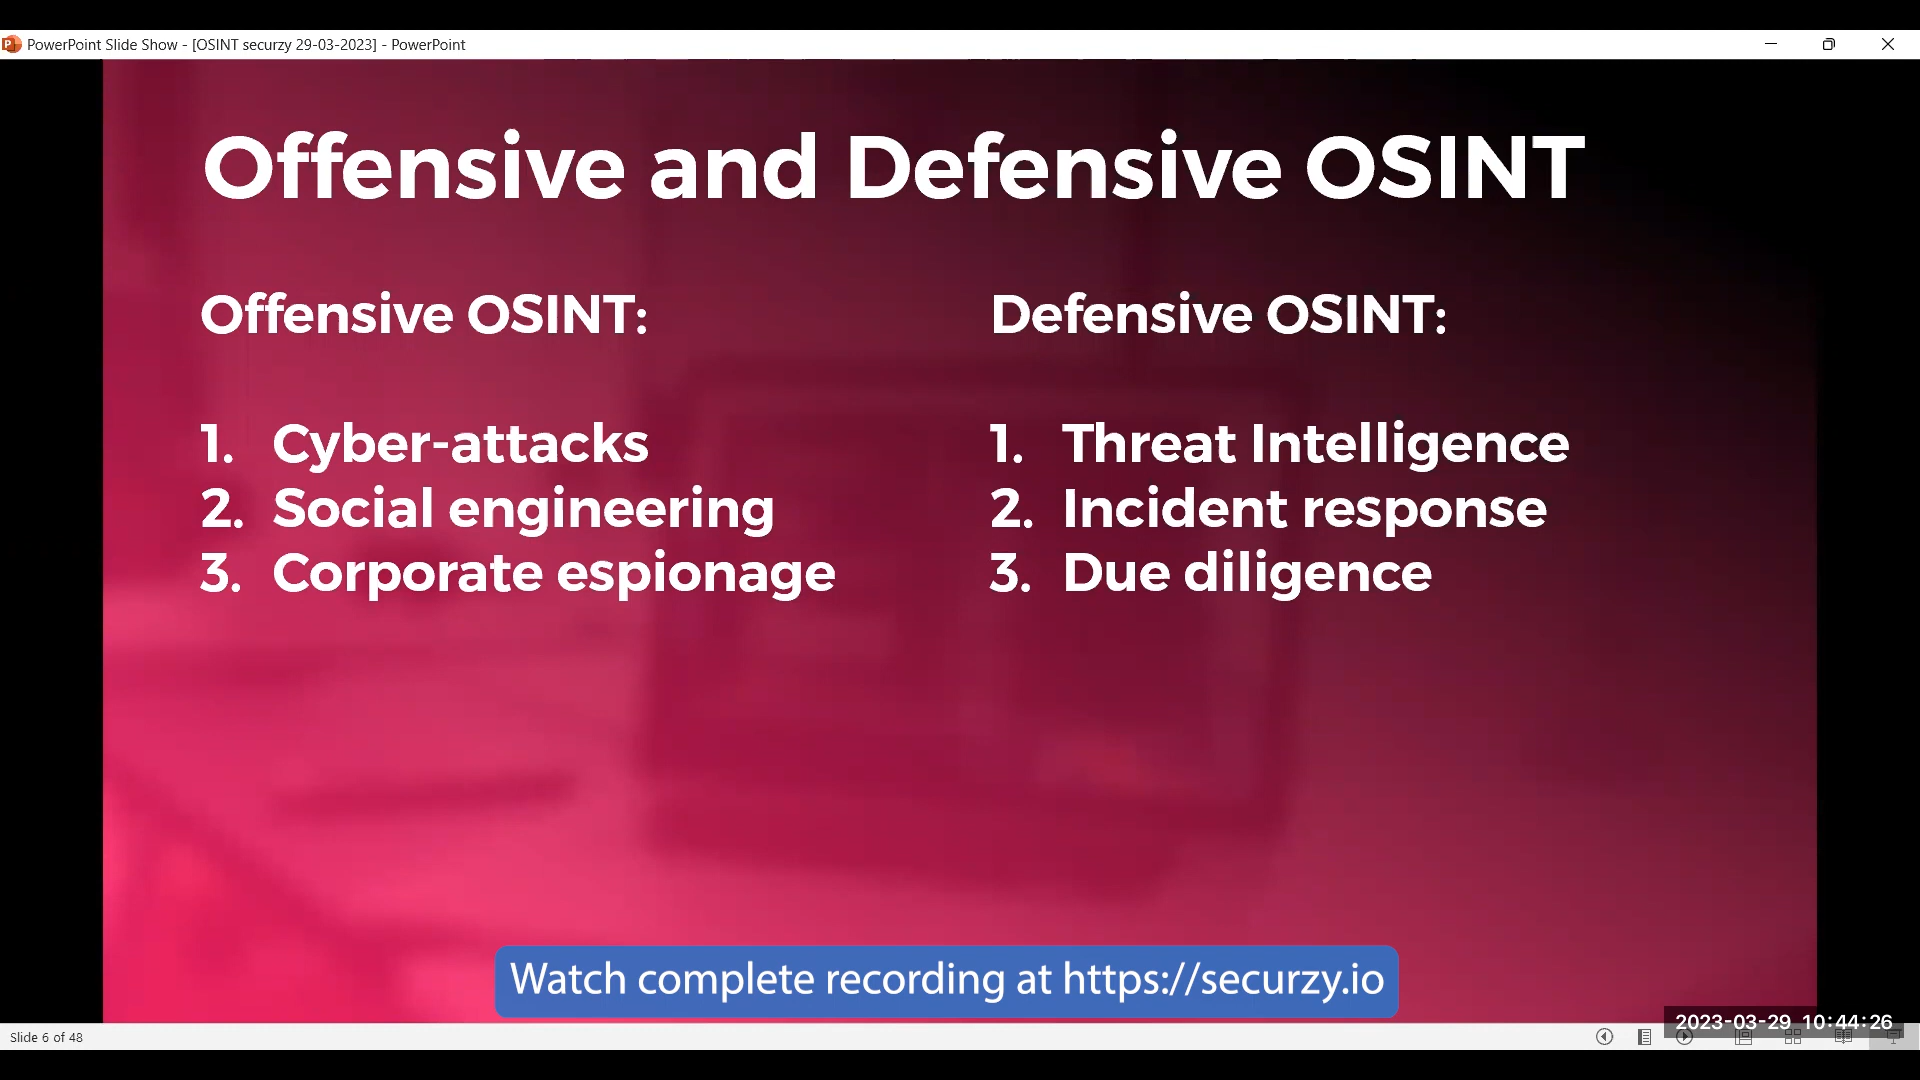 PowerPoint Slide Show - [OSINT securzy 29-03-2023] - PowerPoint
Offensive and Defensive OSINT
Offensive OSINT:
1. Cyber-attacks
2. Social engineering
3. Corporate espionage
Defensive OSINT:
1. Threat Intelligence
2. Incident response
3. Due diligence
Watch complete recording at https://securzy.io
2023-03-29 10:44:26
Slide 6 of 48